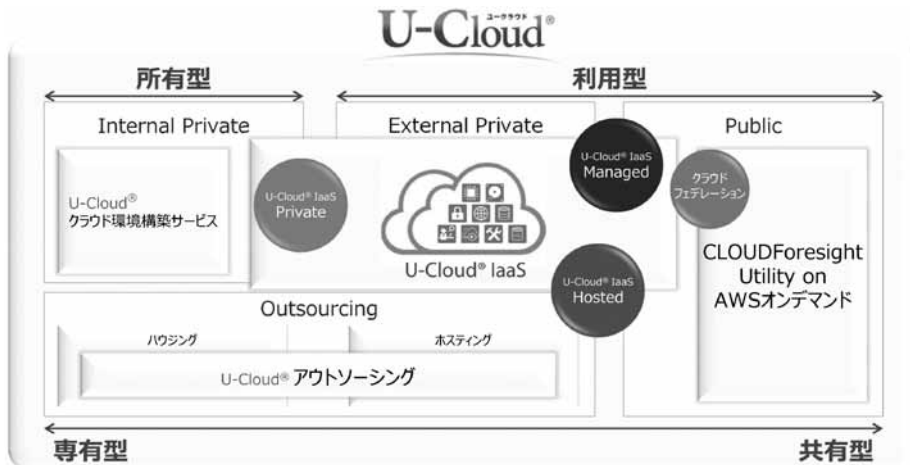 ユークラウド
U-Cloud®
所有型
利用型
Internal Private
External Private
Public
U-Cloud®
クラウド環境構築サービス
U-Cloud® IaaS
Private
U-Cloud® IaaS
U-Cloud® IaaS
Managed
クラウド
フェデレーション
U-Cloud® IaaS
Hosted
CLOUDForesight
Utility on
AWSオンデマンド
Outsourcing
ハウジング
ホスティング
U-Cloud® アウトソーシング
専有型
共有型